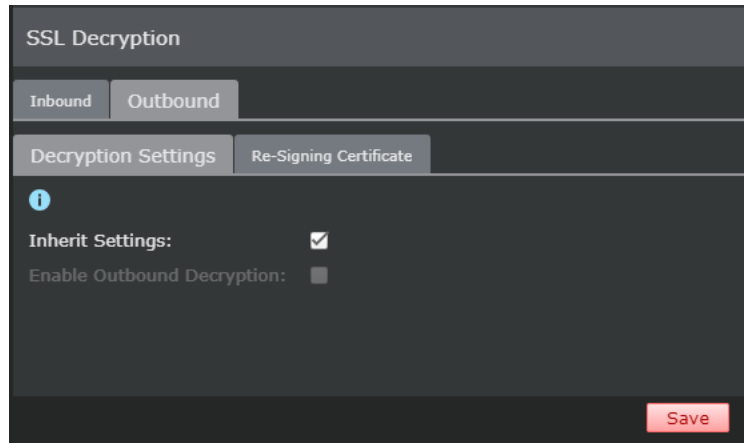 SSL Decryption
Inbound Outbound
Decryption Settings Re-Signing Certificate
i
Inherit Settings:
Enable Outbound Decryption:
Save